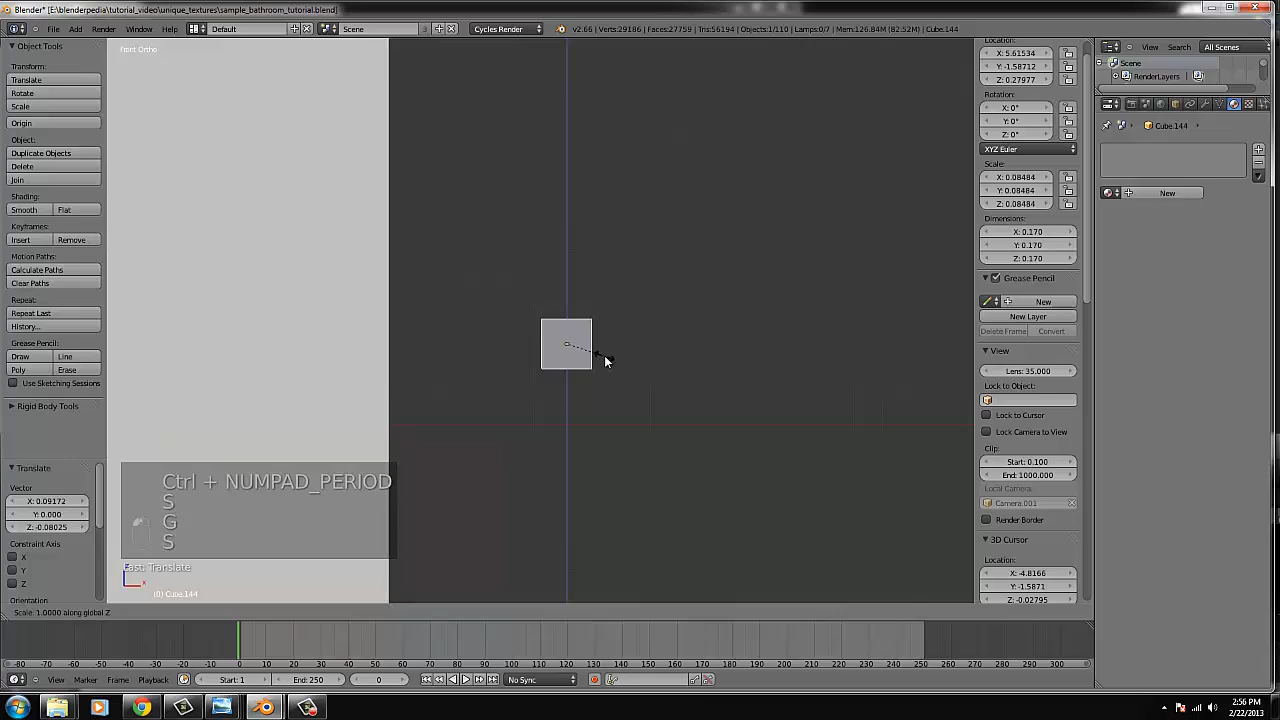 Blender* [E:\blenderpedia\tutorial_video\unique_textures\sample_bathroom_tutorial.blend]
File Add Render Window Help Default Scene 3 Cycles Render v2.66 | Verts:29186 | Faces:27759 | Tris:56194 | Objects:1/110 | Lamps:0/7 | Mem:126.84M (82.52M) | Cube.144
Object Tools
Transform:
Translate
Rotate
Scale
Origin
Object:
Duplicate Objects
Delete
Join
Shading:
Smooth Flat
Keyframes:
Insert Remove
Motion Paths:
Calculate Paths
Clear Paths
Repeat:
Repeat Last
History...
Grease Pencil:
Draw Line
Poly Erase
Use Sketching Sessions
Rigid Body Tools
Translate
Vector
X: 0.09172
Y: 0.000
Z: -0.08025
Constraint Axis
X
Y
Z
Orientation
Front Ortho
Ctrl + NUMPAD_PERIOD
S
G
S
Last: Translate
x
(0) Cube.144
Scale: 1.0000 along global Z
Location:
X: 5.61534
Y: -1.58712
Z: 0.27977
Rotation:
X: 0°
Y: 0°
Z: 0°
XYZ Euler
Scale:
X: 0.08484
Y: 0.08484
Z: 0.08484
Dimensions:
X: 0.170
Y: 0.170
Z: 0.170
Grease Pencil
New
New Layer
Delete Frame Convert
View
Lens: 35.000
Lock to Object:
Lock to Cursor
Lock Camera to View
Clip:
Start: 0.100
End: 1000.000
Local Camera:
Camera.001
Render Border
3D Cursor
Location:
X: -4.8166
Y: -1.5871
Z: -0.02795
View Search All Scenes
Scene
RenderLayers
Cube.144
New
-80 -70 -60 -50 -40 -30 -20 -10 0 10 20 30 40 50 60 70 80 90 100 110 120 130 140 150 160 170 180 190 200 210 220 230 240 250 260 270 280 290 300
View Marker Frame Playback Start: 1 End: 250 0 No Sync
2:56 PM
2/22/2013